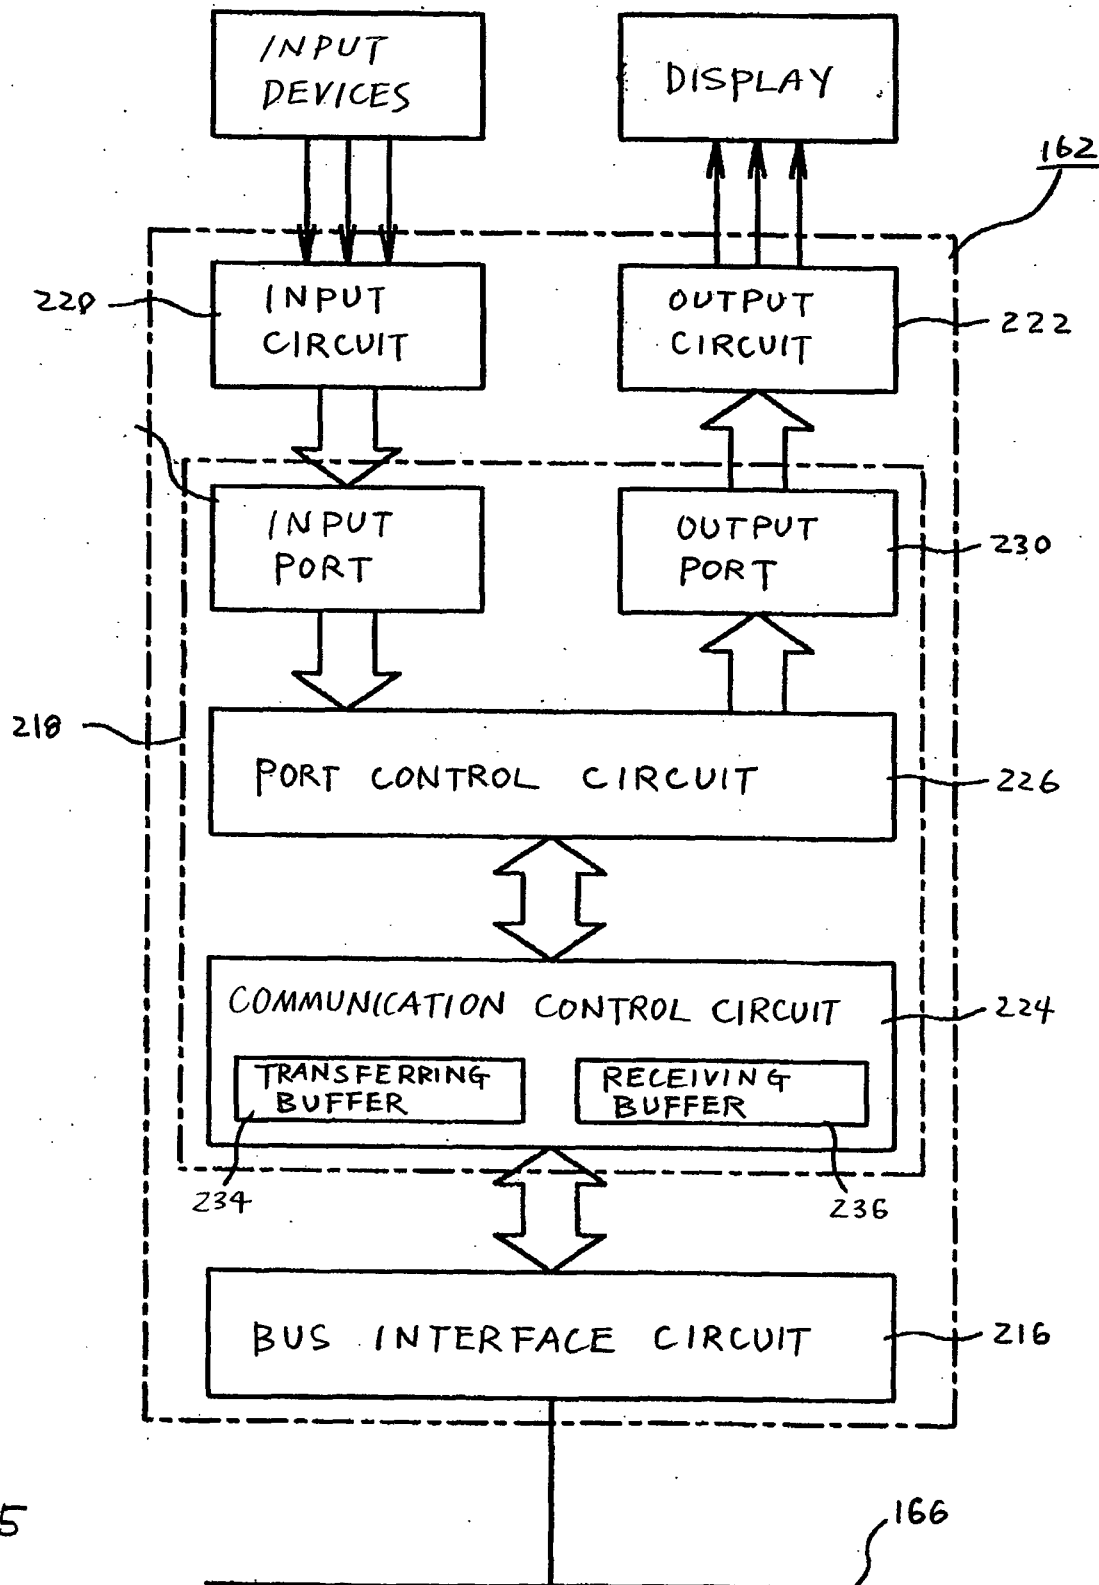 INPUT
DEVICES
DISPLAY
162
220
INPUT
CIRCUIT
OUTPUT
CIRCUIT
222
INPUT
PORT
OUTPUT
PORT
230
218
PORT CONTROL CIRCUIT
226
COMMUNICATION CONTROL CIRCUIT
224
TRANSFERRING
BUFFER
RECEIVING
BUFFER
234
236
BUS INTERFACE CIRCUIT
216
5
166